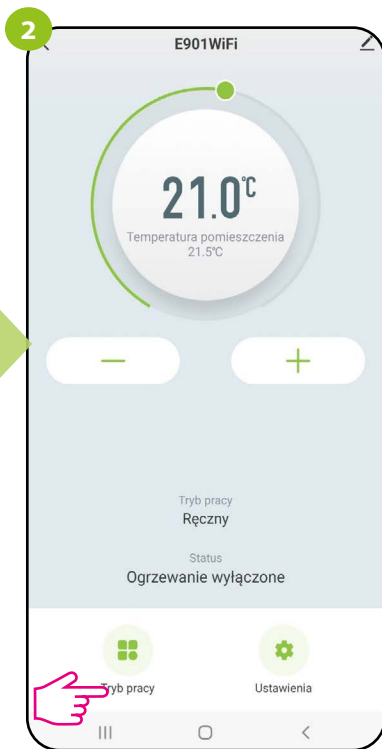 2
E901WiFi
21.0°C
Temperatura pomieszczenia
21.5°C
Tryb pracy
Ręczny
Status
Ogrzewanie wyłączone
Tryb pracy
Ustawienia